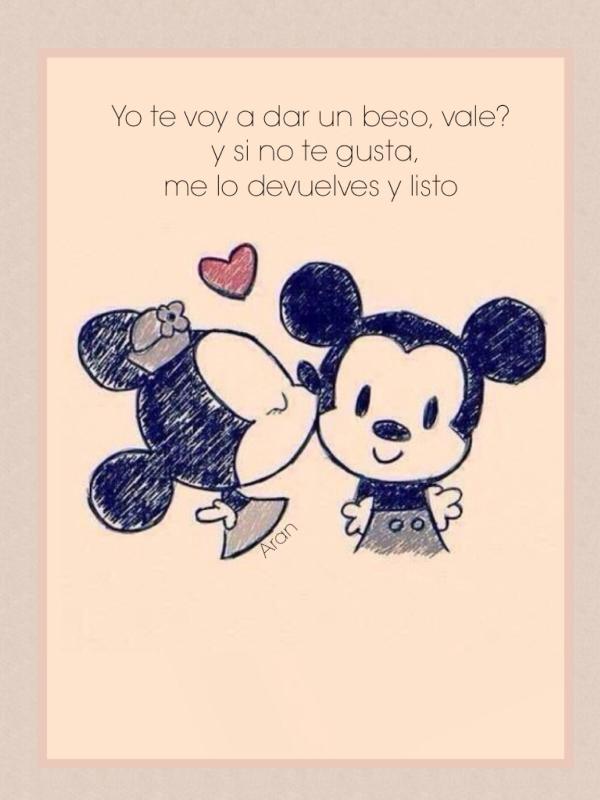 Yo te voy a dar un beso, vale?
y si no te gusta,
me lo devuelves y listo
Aran